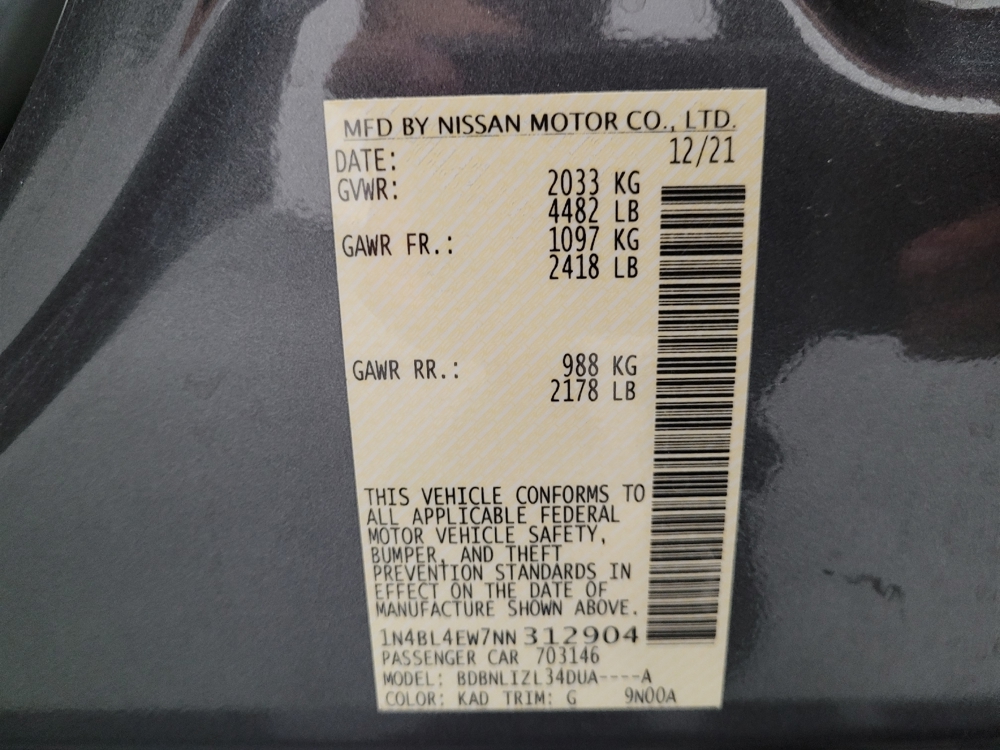 MFD BY NISSAN MOTOR CO., LTD.
DATE: 12/21
GVWR: 2033 KG
4482 LB
GAWR FR.: 1097 KG
2418 LB
GAWR RR.: 988 KG
2178 LB
THIS VEHICLE CONFORMS TO
ALL APPLICABLE FEDERAL
MOTOR VEHICLE SAFETY,
BUMPER, AND THEFT
PREVENTION STANDARDS IN
EFFECT ON THE DATE OF
MANUFACTURE SHOWN ABOVE.
1N4BL4EW7NN312904
PASSENGER CAR 703146
MODEL: BDBNLIZL34DUA----A
COLOR: KAD TRIM: G 9N00A